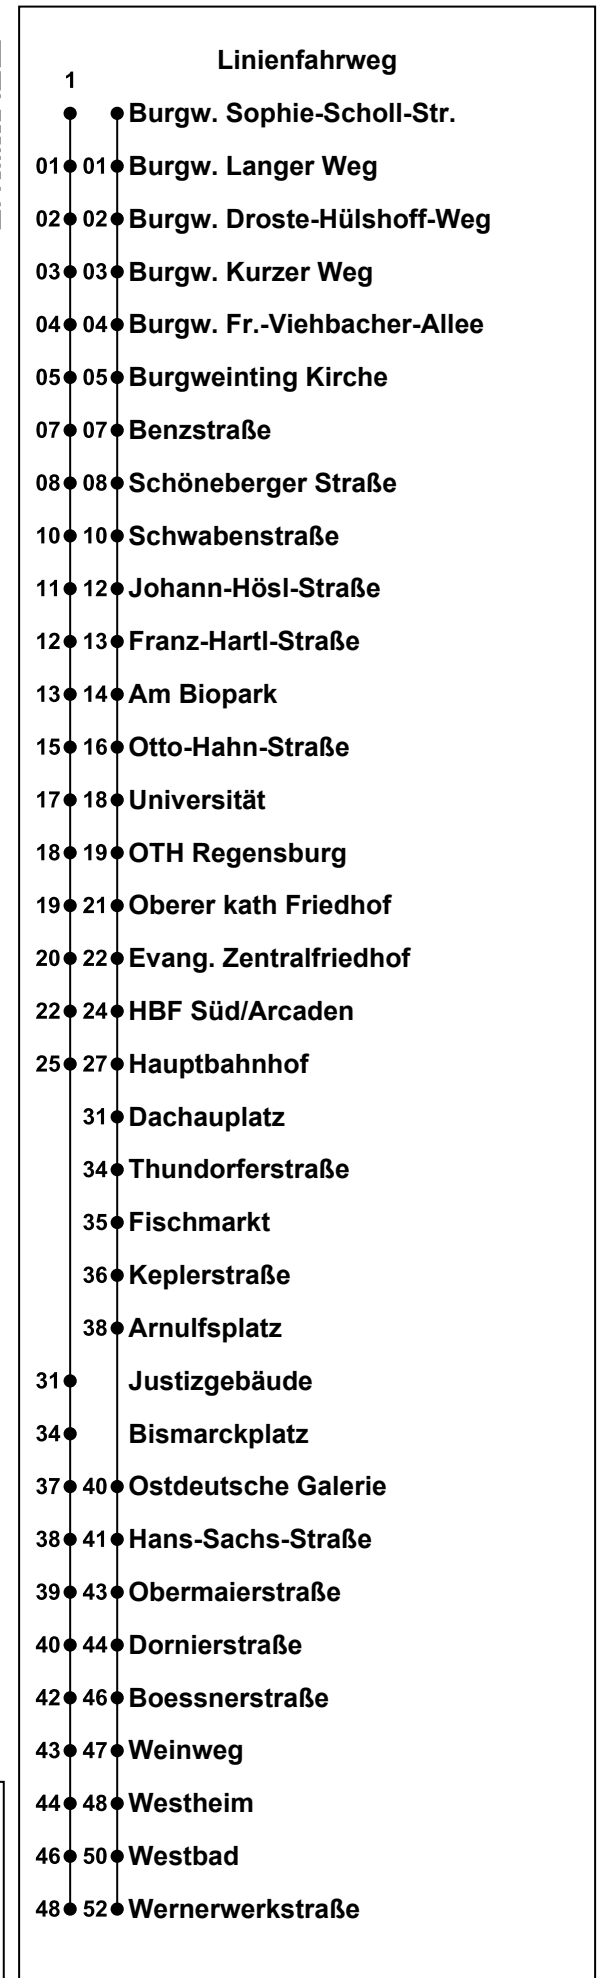 Linienfahrweg
1
Burgw. Sophie-Scholl-Str.
01 01 Burgw. Langer Weg
02 02 Burgw. Droste-Hülshoff-Weg
03 03 Burgw. Kurzer Weg
04 04 Burgw. Fr.-Viehbacher-Allee
05 05 Burgweinting Kirche
07 07 Benzstraße
08 08 Schöneberger Straße
10 10 Schwabenstraße
11 12 Johann-Hösl-Straße
12 13 Franz-Hartl-Straße
13 14 Am Biopark
15 16 Otto-Hahn-Straße
17 18 Universität
18 19 OTH Regensburg
19 21 Oberer kath Friedhof
20 22 Evang. Zentralfriedhof
22 24 HBF Süd/Arcaden
25 27 Hauptbahnhof
31 Dachauplatz
34 Thundorferstraße
35 Fischmarkt
36 Keplerstraße
38 Arnulfsplatz
31 Justizgebäude
34 Bismarckplatz
37 40 Ostdeutsche Galerie
38 41 Hans-Sachs-Straße
39 43 Obermaierstraße
40 44 Dornierstraße
42 46 Boessnerstraße
43 47 Weinweg
44 48 Westheim
46 50 Westbad
48 52 Wernerwerkstraße